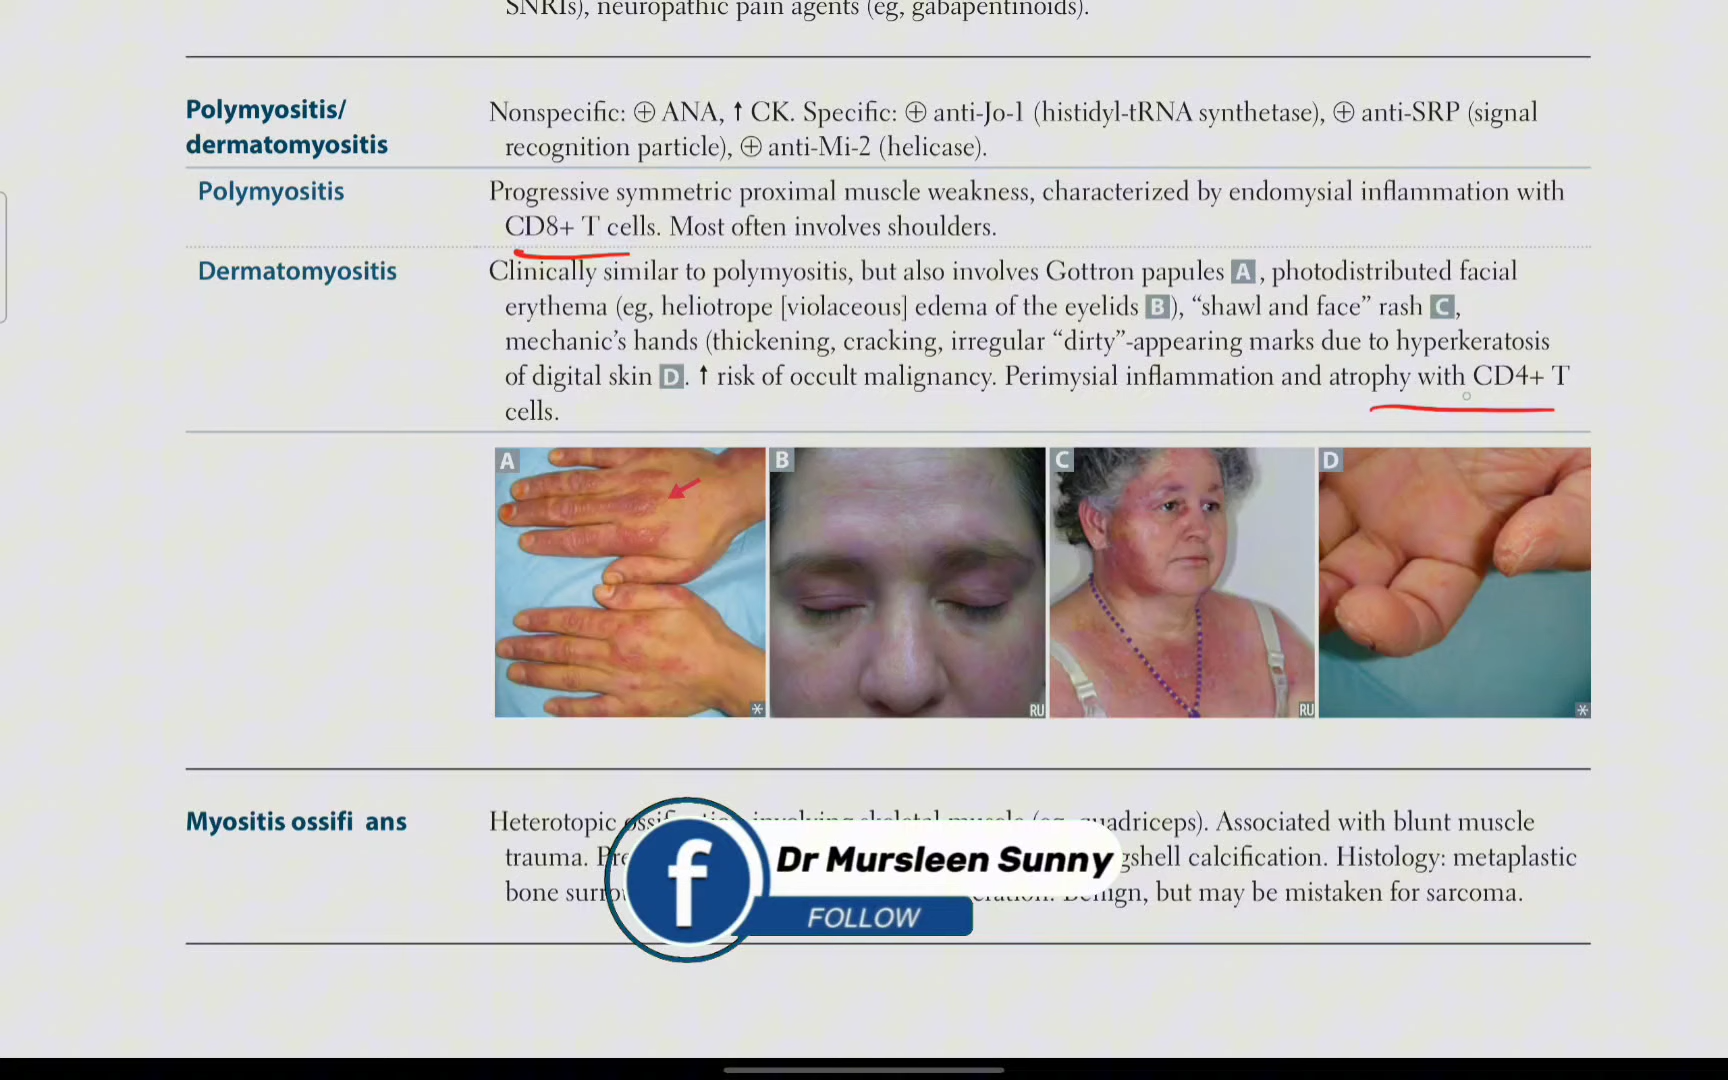 SNRIs), neuropathic pain agents (eg, gabapentinoids).
Polymyositis/
dermatomyositis
Nonspecific: ⊕ ANA, ↑ CK. Specific: ⊕ anti-Jo-1 (histidyl-tRNA synthetase), ⊕ anti-SRP (signal
recognition particle), ⊕ anti-Mi-2 (helicase).
Polymyositis
Progressive symmetric proximal muscle weakness, characterized by endomysial inflammation with
CD8+ T cells. Most often involves shoulders.
Dermatomyositis
Clinically similar to polymyositis, but also involves Gottron papules A, photodistributed facial
erythema (eg, heliotrope [violaceous] edema of the eyelids B), “shawl and face” rash C,
mechanic’s hands (thickening, cracking, irregular “dirty”-appearing marks due to hyperkeratosis
of digital skin D. ↑ risk of occult malignancy. Perimysial inflammation and atrophy with CD4+ T
cells.
A B C D
RU RU
Myositis ossifi ans
Heterotopic involving skeletal muscle quadriceps). Associated with blunt muscle
trauma. gshell calcification. Histology: metaplastic
bone Benign, but may be mistaken for sarcoma.
f
Dr Mursleen Sunny
FOLLOW